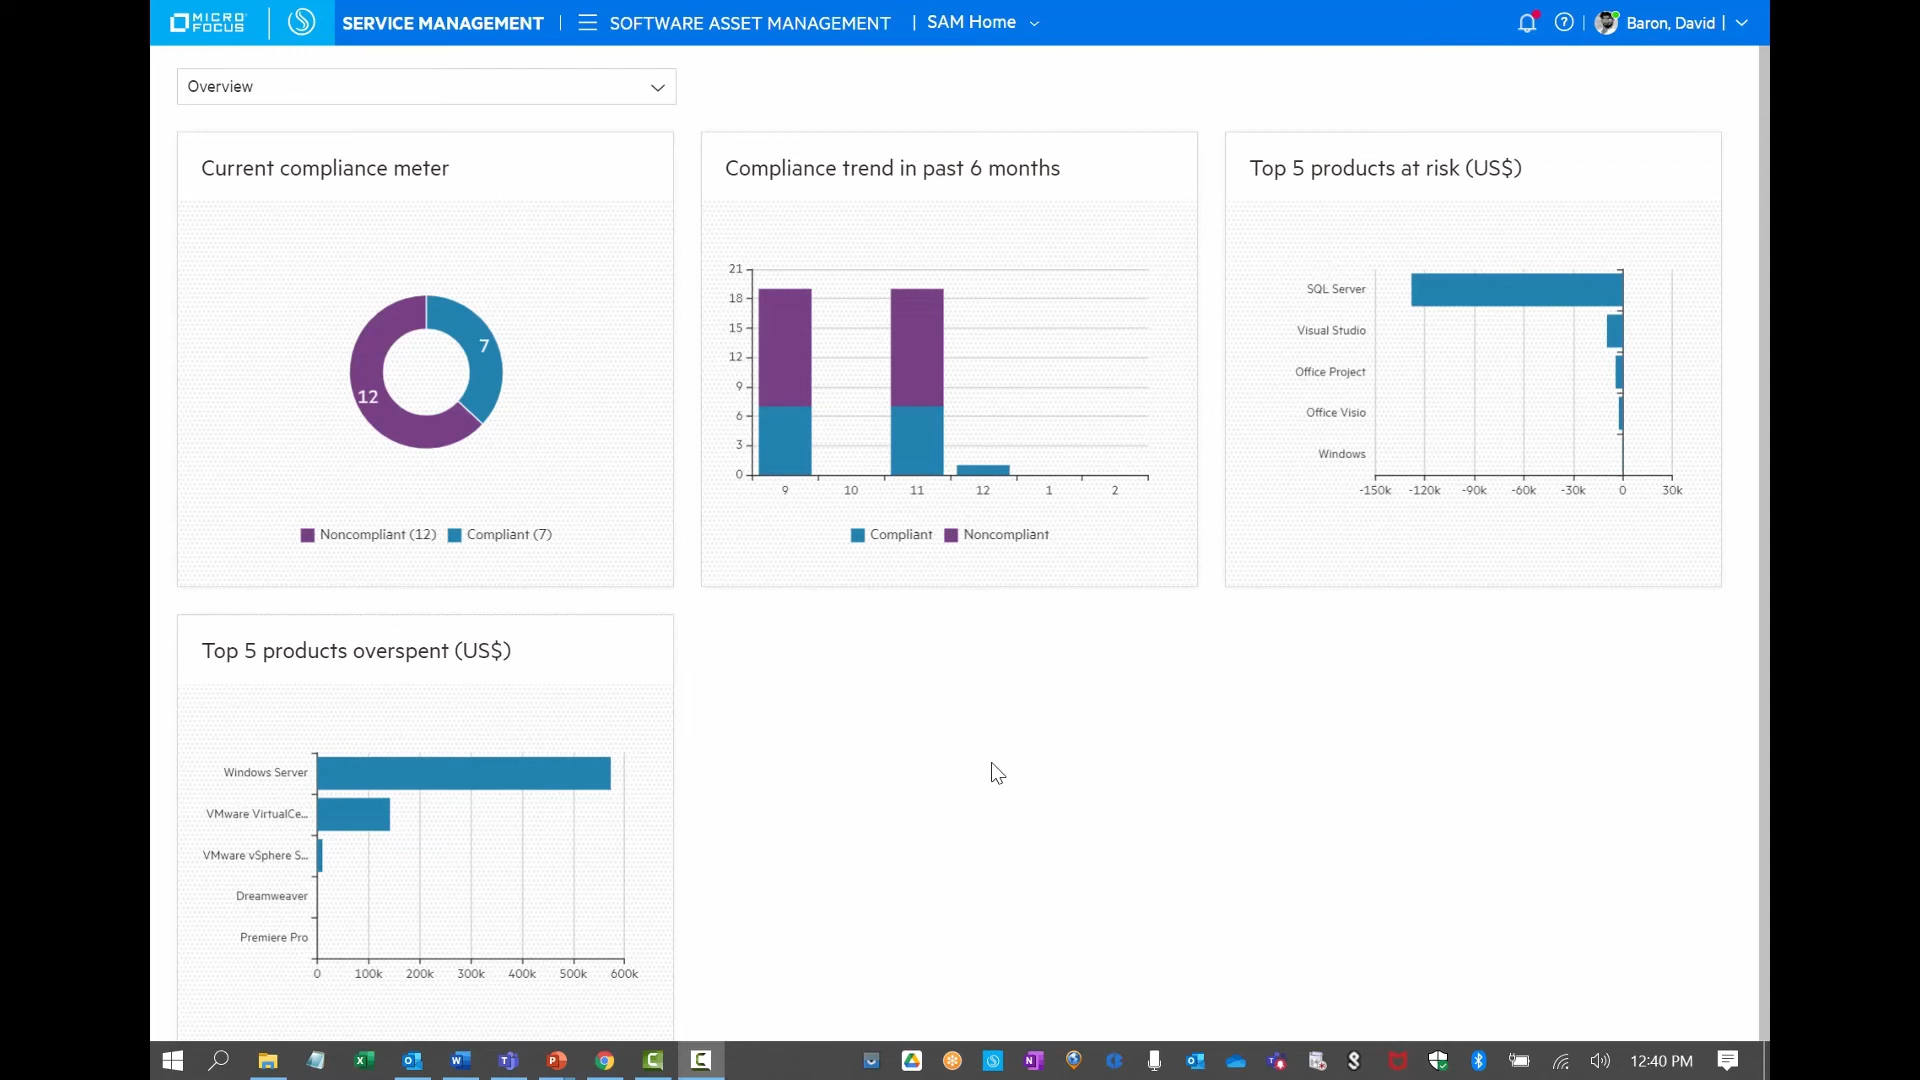 MICRO FOCUS
SERVICE MANAGEMENT | SOFTWARE ASSET MANAGEMENT | SAM Home
Baron, David |
Overview
Current compliance meter
7
12
Noncompliant (12) Compliant (7)
Compliance trend in past 6 months
21
18
15
12
9
6
3
0
9 10 11 12 1 2
Compliant Noncompliant
Top 5 products at risk (US$)
SQL Server
Visual Studio
Office Project
Office Visio
Windows
-150k -120k -90k -60k -30k 0 30k
Top 5 products overspent (US$)
Windows Server
VMware VirtualCe...
VMware vSphere S...
Dreamweaver
Premiere Pro
0 100k 200k 300k 400k 500k 600k
12:40 PM